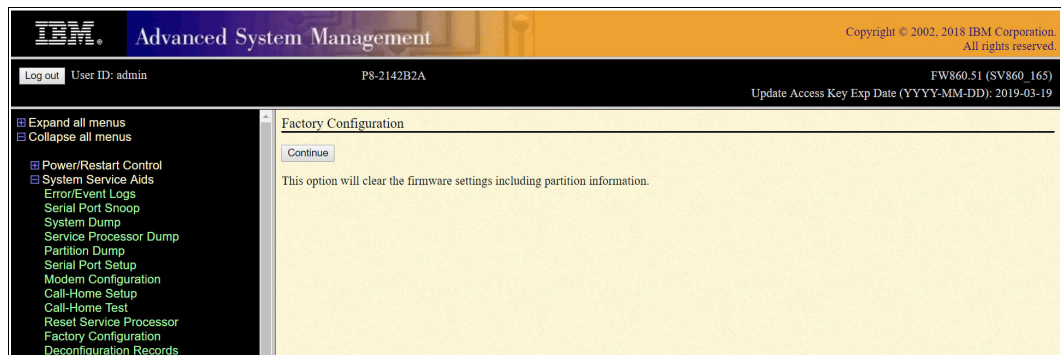 IBM®
Advanced System Management
Copyright © 2002, 2018 IBM Corporation.
All rights reserved.
Log out User ID: admin
P8-2142B2A
FW860.51 (SV860_165)
Update Access Key Exp Date (YYYY-MM-DD): 2019-03-19
Expand all menus
Collapse all menus
Power/Restart Control
System Service Aids
Error/Event Logs
Serial Port Snoop
System Dump
Service Processor Dump
Partition Dump
Serial Port Setup
Modem Configuration
Call-Home Setup
Call-Home Test
Reset Service Processor
Factory Configuration
Deconfiguration Records
Factory Configuration
Continue
This option will clear the firmware settings including partition information.